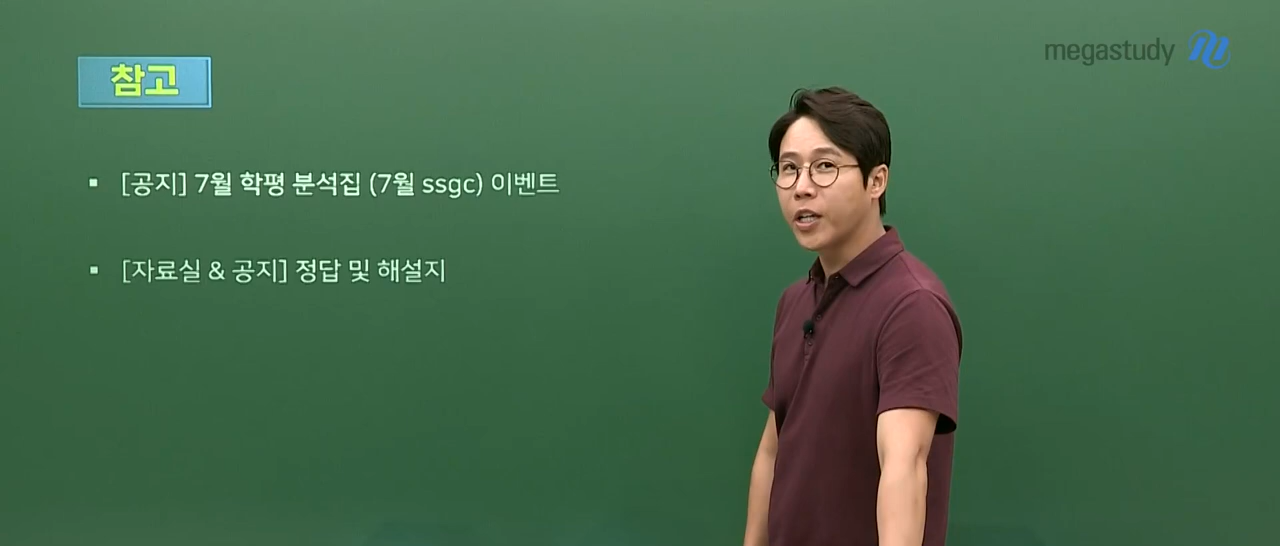 megastudy
참고
▪ [공지] 7월 학평 분석집 (7월 ssgc) 이벤트
▪ [자료실 & 공지] 정답 및 해설지